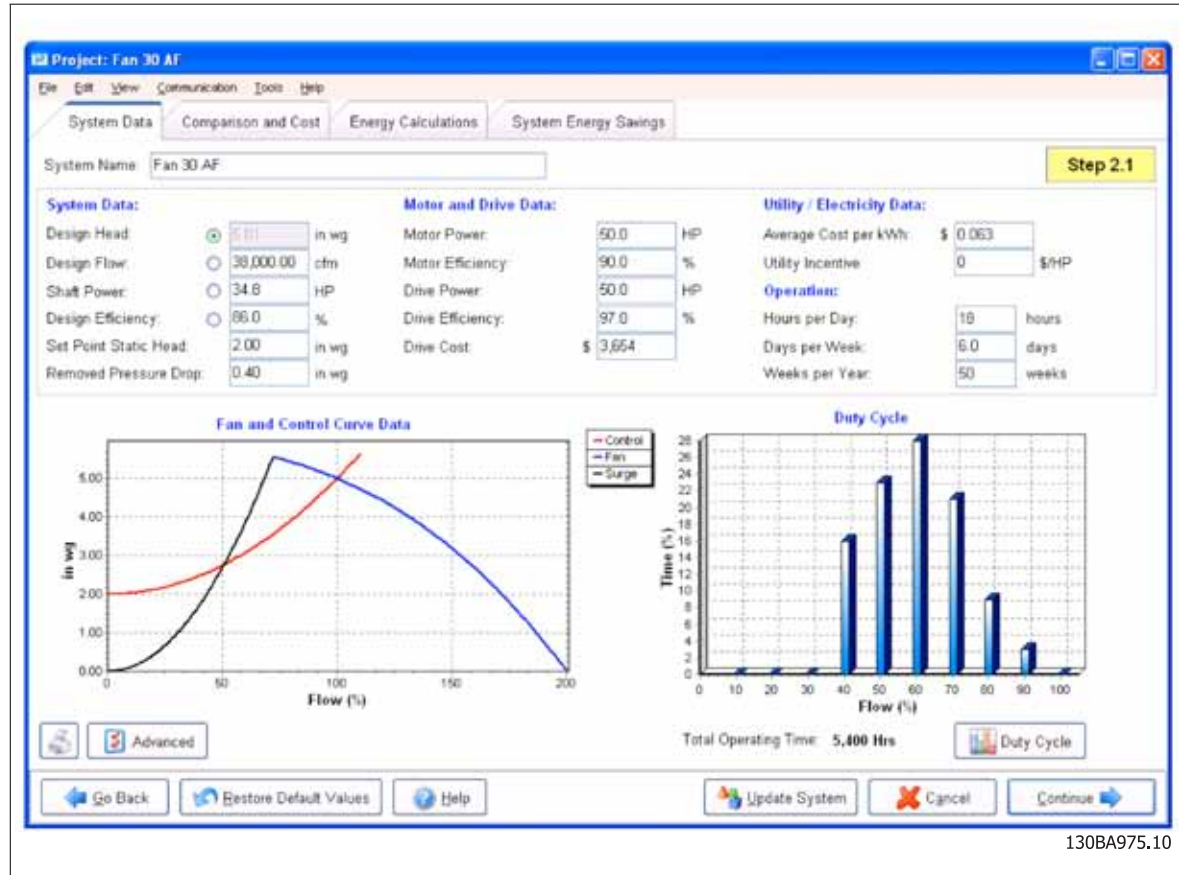 Project: Fan 30 AF
File Edit View Communication Tools Help
System Data Comparison and Cost Energy Calculations System Energy Savings
System Name Fan 30 AF
Step 2.1
System Data:
Design Head: in wg
Design Flow: 38,000.00 cfm
Shaft Power: 34.8 HP
Design Efficiency: 86.0 %
Set Point Static Head: 2.00 in wg
Removed Pressure Drop: 0.40 in wg
Motor and Drive Data:
Motor Power: 50.0 HP
Motor Efficiency: 90.0 %
Drive Power: 50.0 HP
Drive Efficiency: 97.0 %
Drive Cost: $ 3,654
Utility / Electricity Data:
Average Cost per kWh: $ 0.063
Utility Incentive 0 $/HP
Operation:
Hours per Day: 18 hours
Days per Week: 6.0 days
Weeks per Year: 50 weeks
Fan and Control Curve Data
Control
Fan
Surge
in wg
5.00
4.00
3.00
2.00
1.00
0.00
0 50 100 150 200
Flow (%)
Duty Cycle
Time (%)
28
26
24
22
20
18
16
14
12
10
8
6
4
2
0
0 10 20 30 40 50 60 70 80 90 100
Flow (%)
Advanced
Total Operating Time: 5,400 Hrs
Duty Cycle
Go Back Restore Default Values Help Update System Cancel Continue
130BA975.10